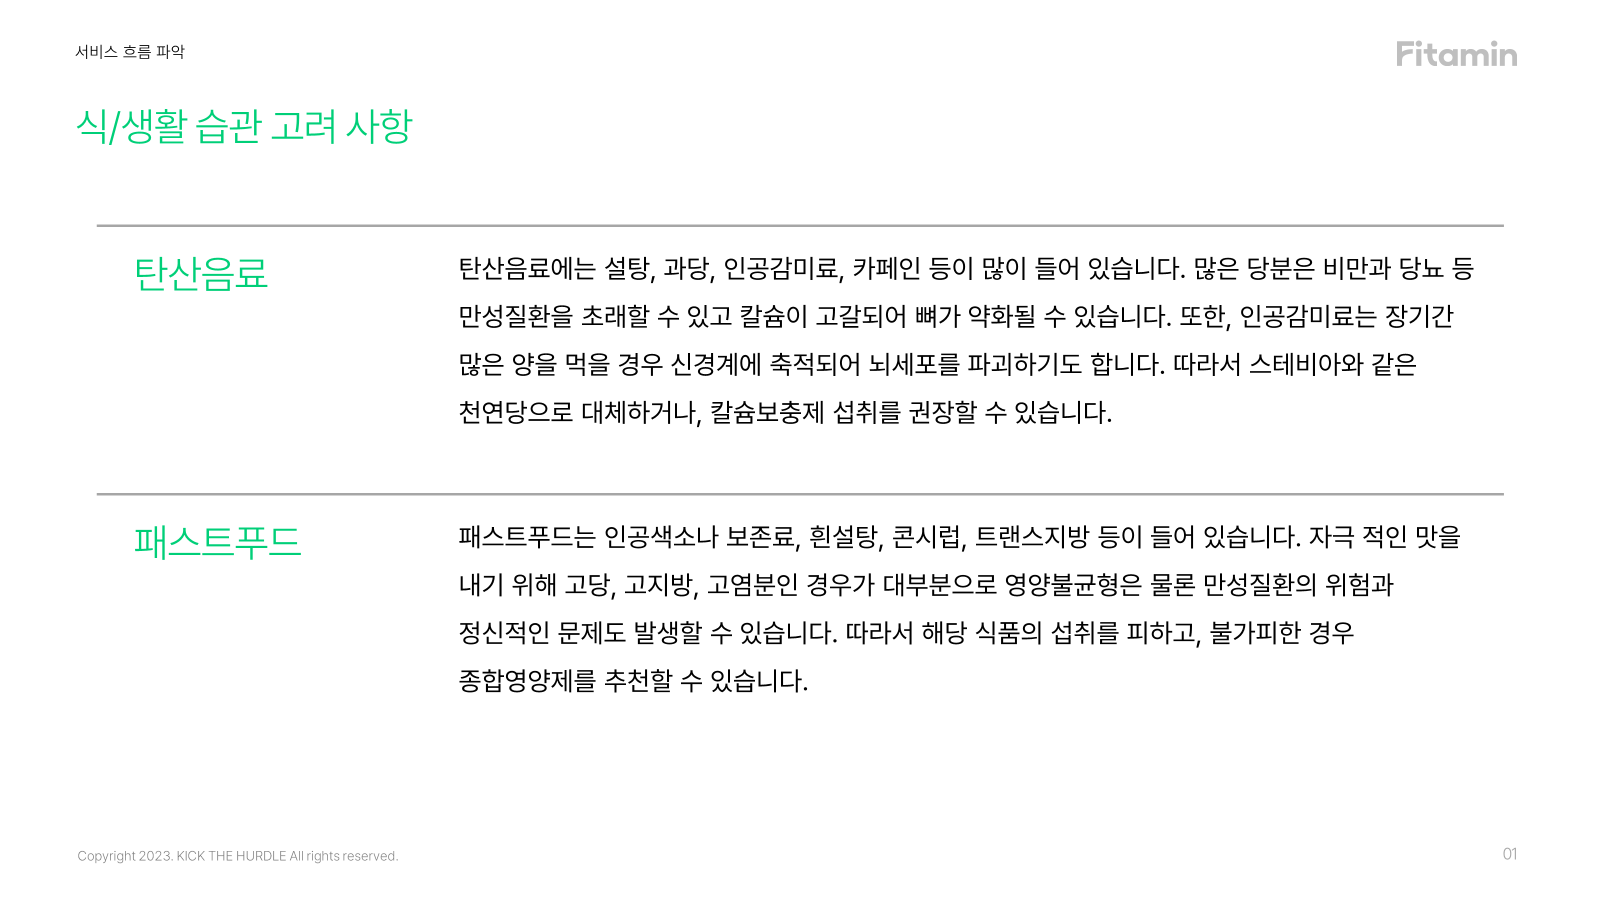 서비스 흐름 파악
Fitamin
식/생활 습관 고려 사항
탄산음료
탄산음료에는 설탕, 과당, 인공감미료, 카페인 등이 많이 들어 있습니다. 많은 당분은 비만과 당뇨 등
만성질환을 초래할 수 있고 칼슘이 고갈되어 뼈가 약화될 수 있습니다. 또한, 인공감미료는 장기간
많은 양을 먹을 경우 신경계에 축적되어 뇌세포를 파괴하기도 합니다. 따라서 스테비아와 같은
천연당으로 대체하거나, 칼슘보충제 섭취를 권장할 수 있습니다.
패스트푸드
패스트푸드는 인공색소나 보존료, 흰설탕, 콘시럽, 트랜스지방 등이 들어 있습니다. 자극 적인 맛을
내기 위해 고당, 고지방, 고염분인 경우가 대부분으로 영양불균형은 물론 만성질환의 위험과
정신적인 문제도 발생할 수 있습니다. 따라서 해당 식품의 섭취를 피하고, 불가피한 경우
종합영양제를 추천할 수 있습니다.
Copyright 2023. KICK THE HURDLE All rights reserved.
01